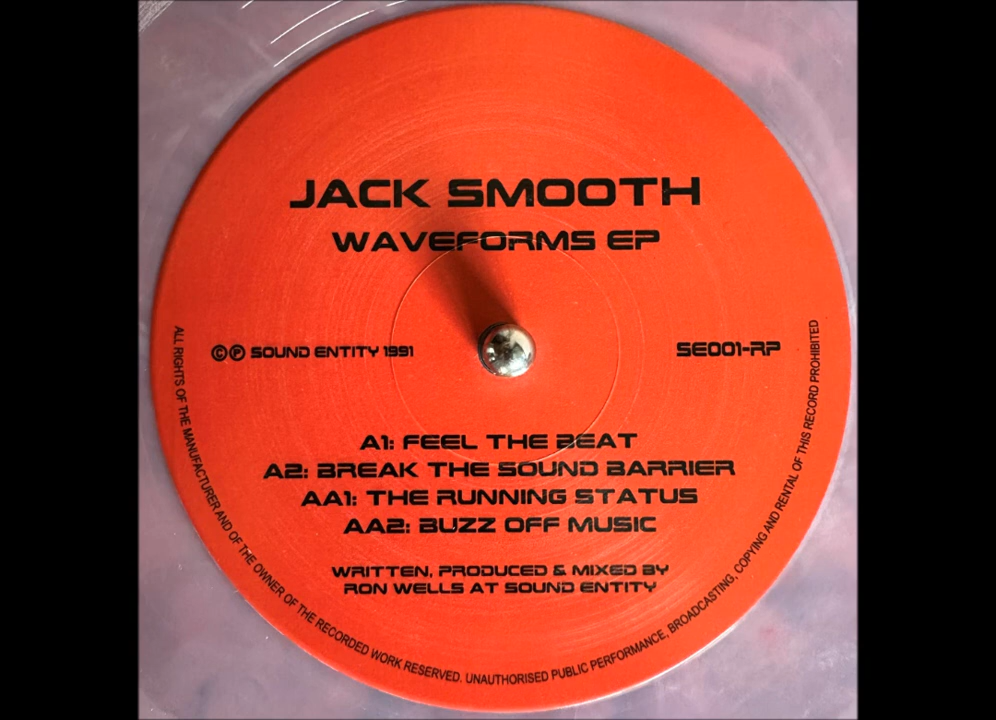 JACK SMOOTH
WAVEFORMS EP
©℗ SOUND ENTITY 1991
SE001-RP
A1: FEEL THE BEAT
A2: BREAK THE SOUND BARRIER
AA1: THE RUNNING STATUS
AA2: BUZZ OFF MUSIC
WRITTEN, PRODUCED & MIXED BY
RON WELLS AT SOUND ENTITY
ALL RIGHTS OF THE MANUFACTURER AND OF THE OWNER OF THE RECORDED WORK RESERVED. UNAUTHORISED PUBLIC PERFORMANCE, BROADCASTING, COPYING AND RENTAL OF THIS RECORD PROHIBITED